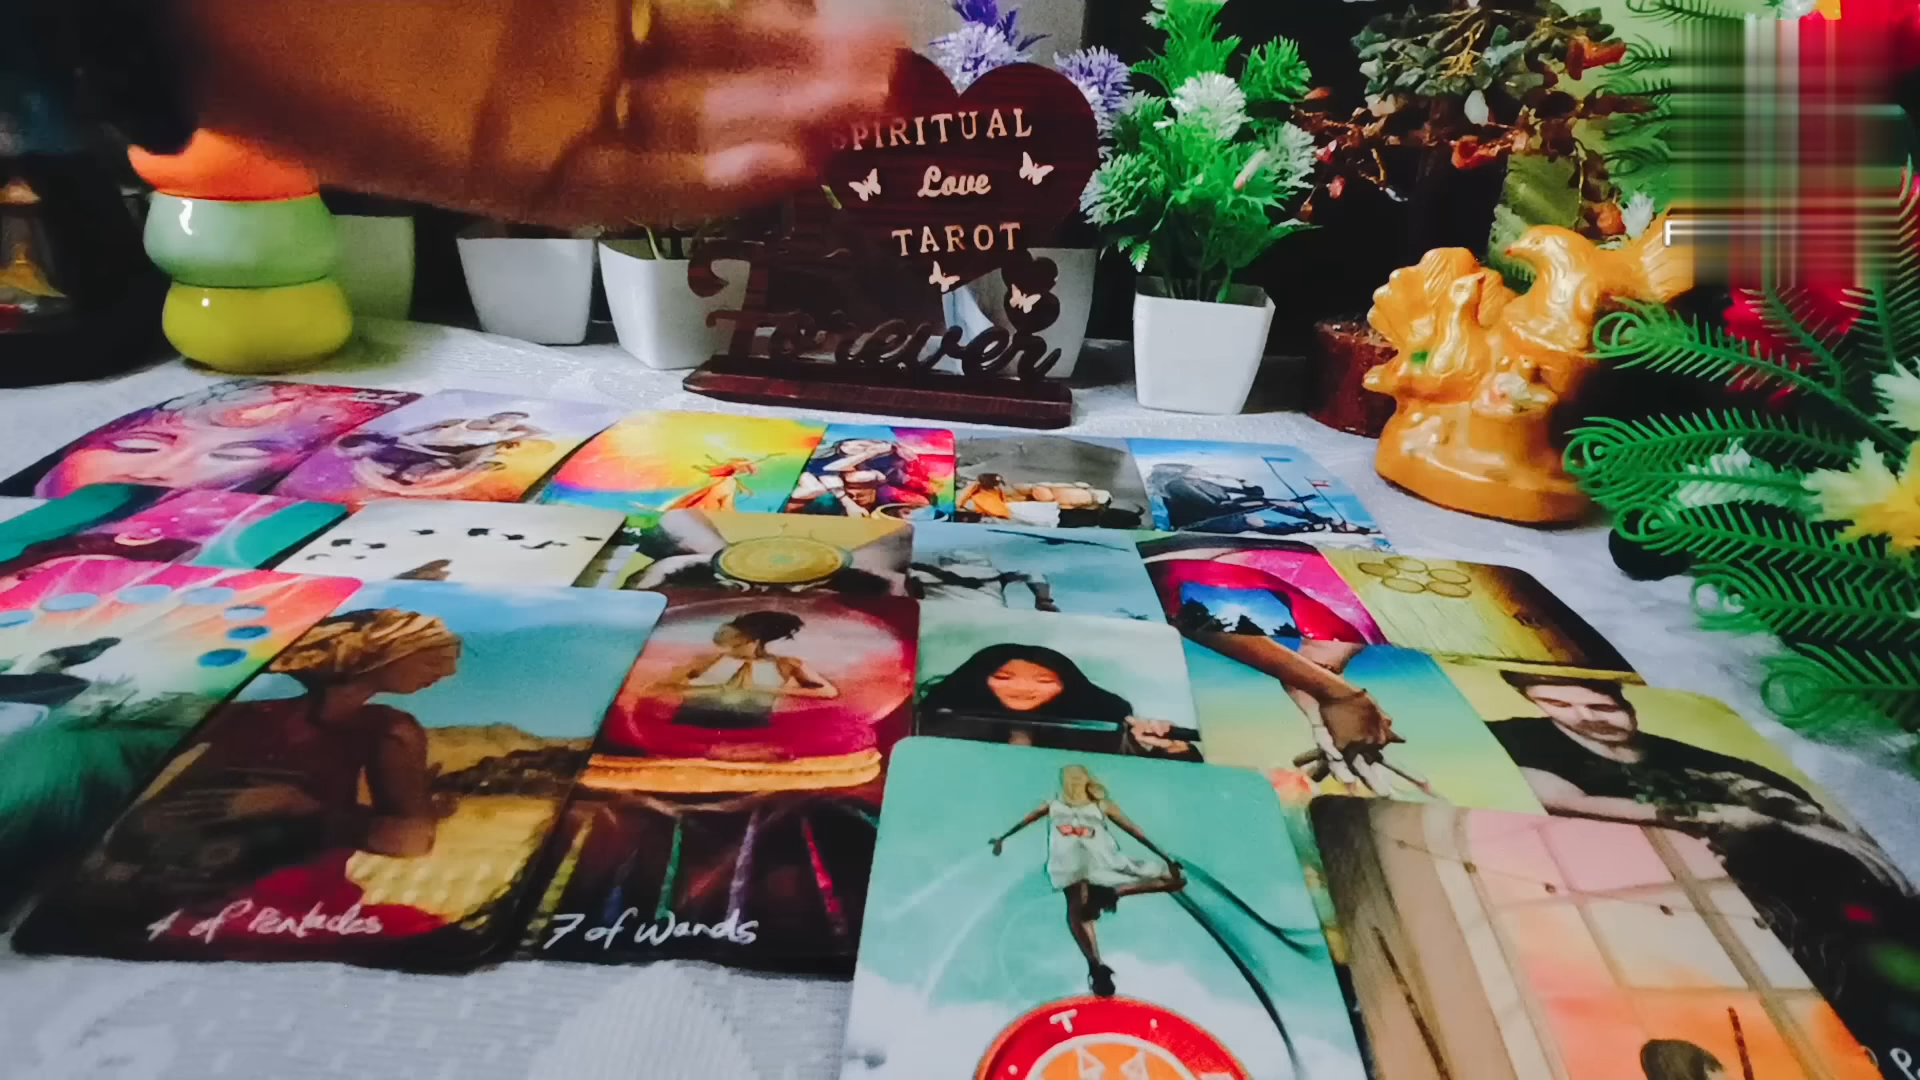 SPIRITUAL
Love
TAROT
Forever
4 of Pentacles
7 of Wands
T